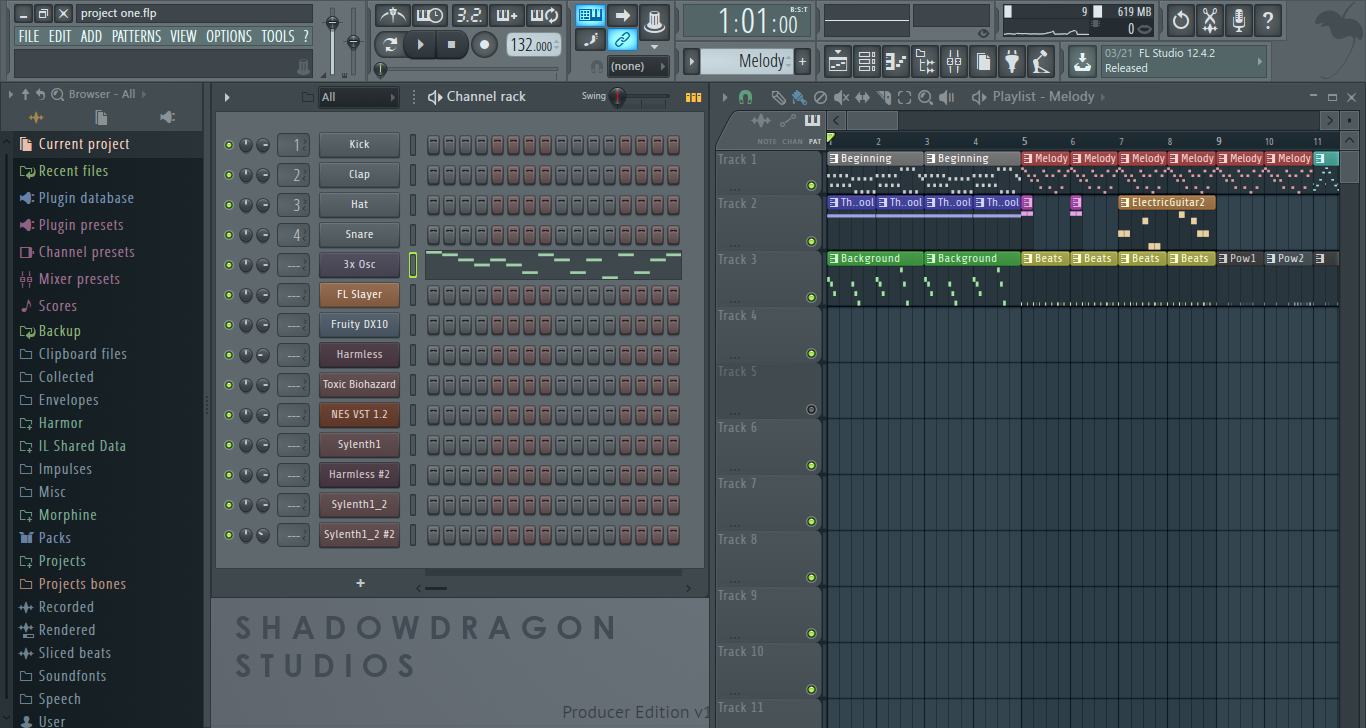 project one.flp
FILE EDIT ADD PATTERNS VIEW OPTIONS TOOLS ?
3.2.
132.000
(none)
1:01:00
B:S:T
Melody
9
619 MB
0
03/21 FL Studio 12.4.2
Released
Browser - All
Current project
Recent files
Plugin database
Plugin presets
Channel presets
Mixer presets
Scores
Backup
Clipboard files
Collected
Envelopes
Harmor
IL Shared Data
Impulses
Misc
Morphine
Packs
Projects
Projects bones
Recorded
Rendered
Sliced beats
Soundfonts
Speech
User
All
Channel rack
Swing
1 Kick
2 Clap
3 Hat
4 Snare
--- 3x Osc
--- FL Slayer
--- Fruity DX10
--- Harmless
--- Toxic Biohazard
--- NES VST 1.2
--- Sylenth1
--- Harmless #2
--- Sylenth1_2
--- Sylenth1_2 #2
+
SHADOWDRAGON
STUDIOS
Producer Edition v1
Playlist - Melody
NOTE CHAN PAT
1 2 3 4 5 6 7 8 9 10 11
Track 1
Beginning Beginning Melody Melody Melody Melody Melody Melody
Track 2
Th..ool Th..ool Th..ool Th..ool ElectricGuitar2
Track 3
Background Background Beats Beats Beats Beats Pow1 Pow2
Track 4
Track 5
Track 6
Track 7
Track 8
Track 9
Track 10
Track 11